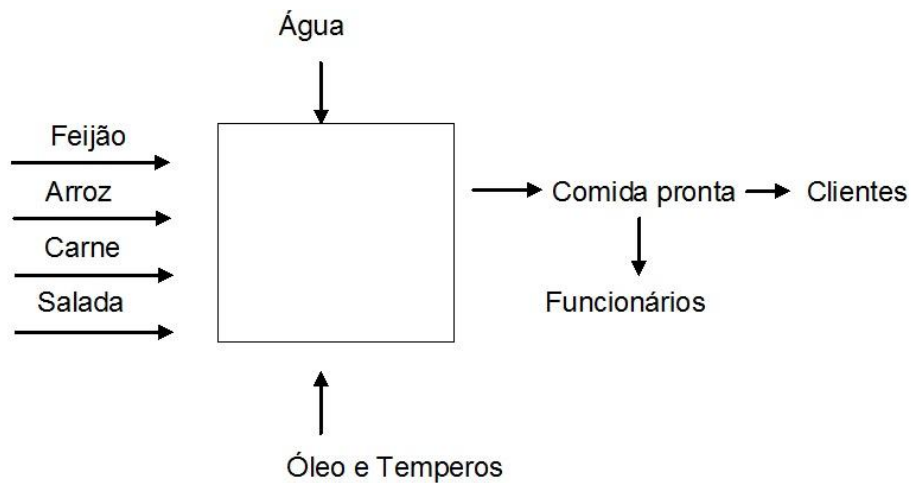 Água
Feijão
Arroz
Carne
Salada
Comida pronta
Clientes
Funcionários
Óleo e Temperos